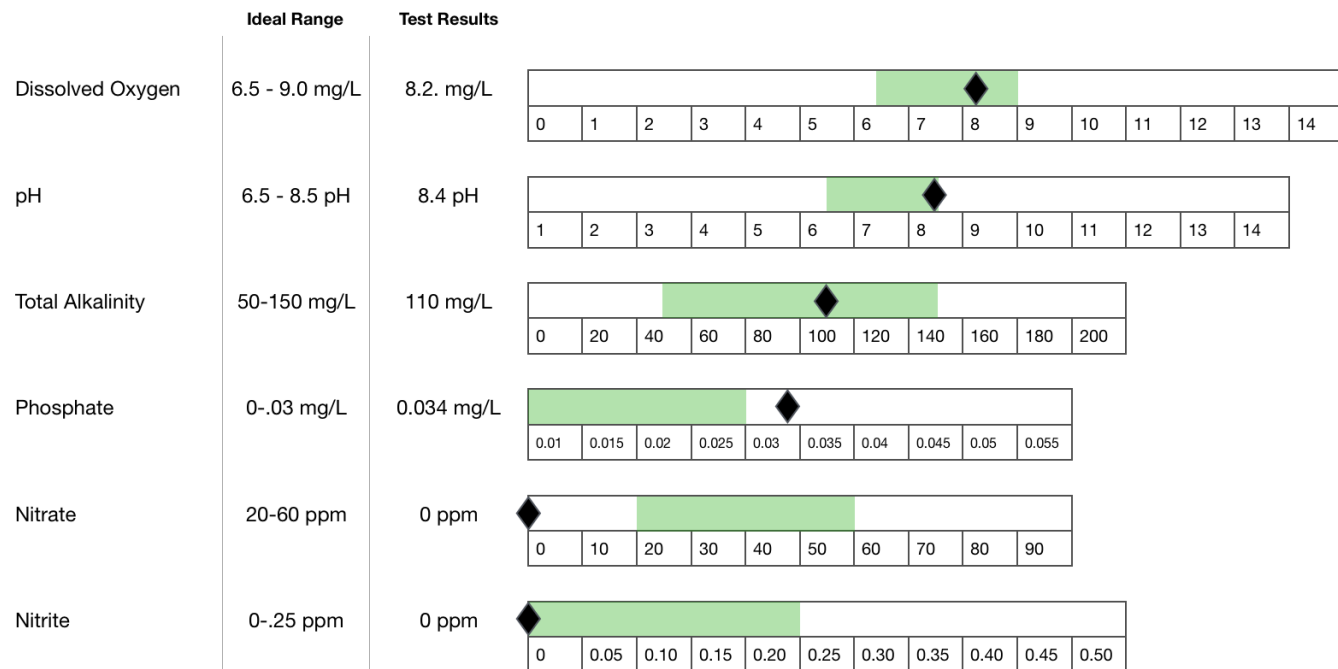 Ideal Range Test Results
Dissolved Oxygen 6.5 - 9.0 mg/L 8.2. mg/L
0 1 2 3 4 5 6 7 8 9 10 11 12 13 14
pH 6.5 - 8.5 pH 8.4 pH
1 2 3 4 5 6 7 8 9 10 11 12 13 14
Total Alkalinity 50-150 mg/L 110 mg/L
0 20 40 60 80 100 120 140 160 180 200
Phosphate 0-.03 mg/L 0.034 mg/L
0.01 0.015 0.02 0.025 0.03 0.035 0.04 0.045 0.05 0.055
Nitrate 20-60 ppm 0 ppm
0 10 20 30 40 50 60 70 80 90
Nitrite 0-.25 ppm 0 ppm
0 0.05 0.10 0.15 0.20 0.25 0.30 0.35 0.40 0.45 0.50